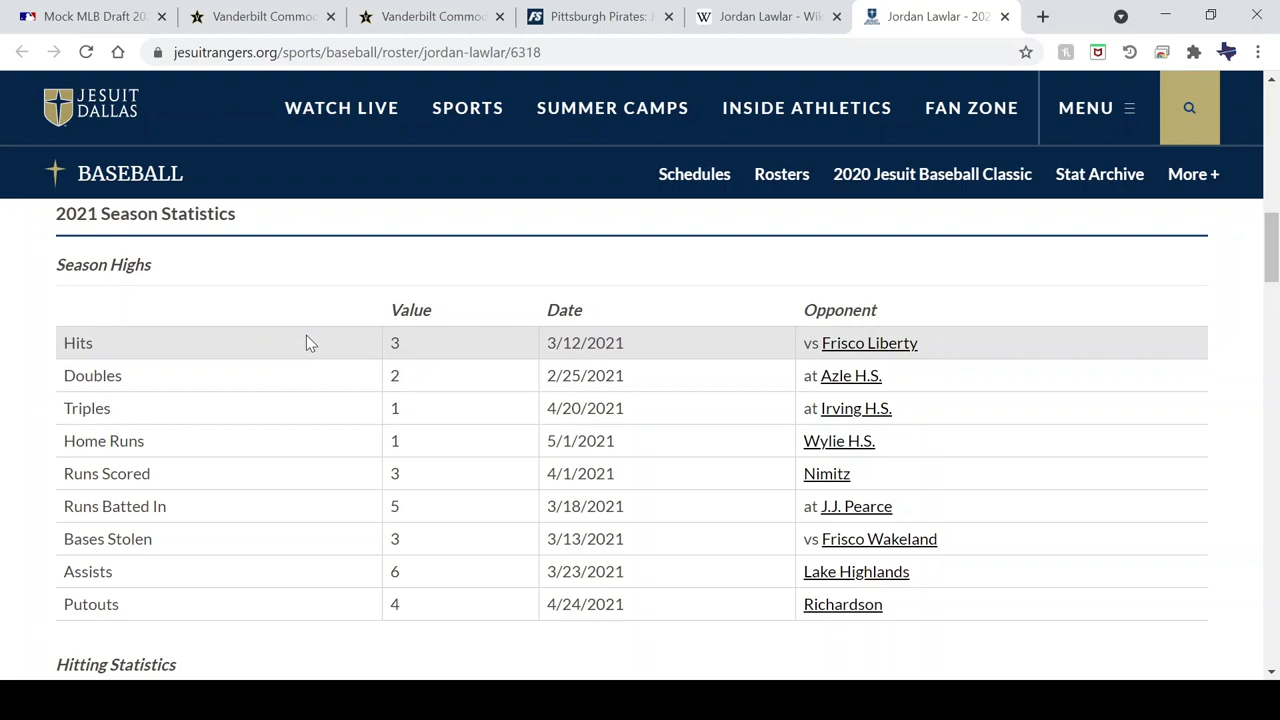 Mock MLB Draft 20
Vanderbilt Commod
Vanderbilt Commod
FS Pittsburgh Pirates: J
W Jordan Lawlar - Wik
Jordan Lawlar - 202
jesuitrangers.org/sports/baseball/roster/jordan-lawlar/6318
JESUIT DALLAS WATCH LIVE SPORTS SUMMER CAMPS INSIDE ATHLETICS FAN ZONE MENU
BASEBALL Schedules Rosters 2020 Jesuit Baseball Classic Stat Archive More +
2021 Season Statistics
Season Highs
Value Date Opponent
Hits 3 3/12/2021 vs Frisco Liberty
Doubles 2 2/25/2021 at Azle H.S.
Triples 1 4/20/2021 at Irving H.S.
Home Runs 1 5/1/2021 Wylie H.S.
Runs Scored 3 4/1/2021 Nimitz
Runs Batted In 5 3/18/2021 at J.J. Pearce
Bases Stolen 3 3/13/2021 vs Frisco Wakeland
Assists 6 3/23/2021 Lake Highlands
Putouts 4 4/24/2021 Richardson
Hitting Statistics